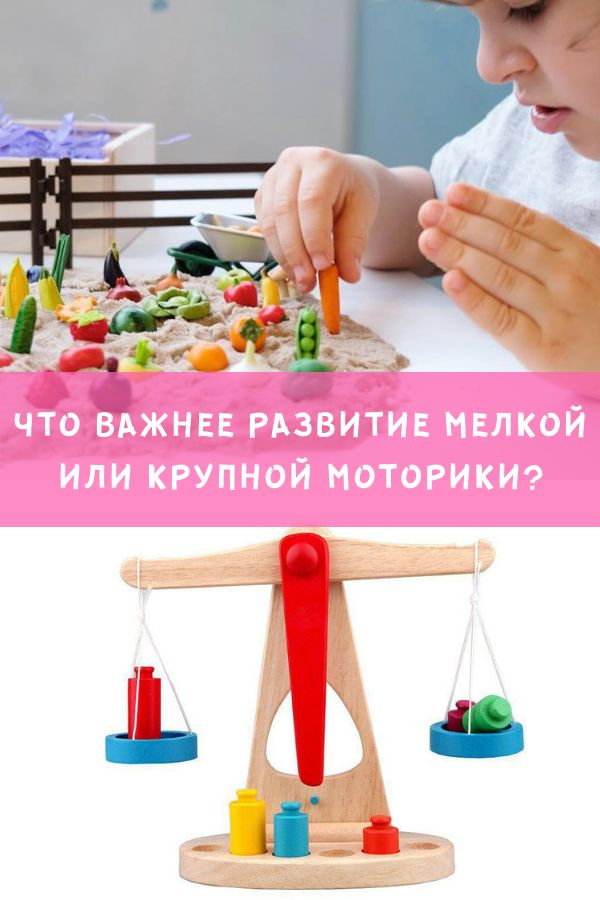 ЧТО ВАЖНЕЕ РАЗВИТИЕ МЕЛКОЙ
ИЛИ КРУПНОЙ МОТОРИКИ?